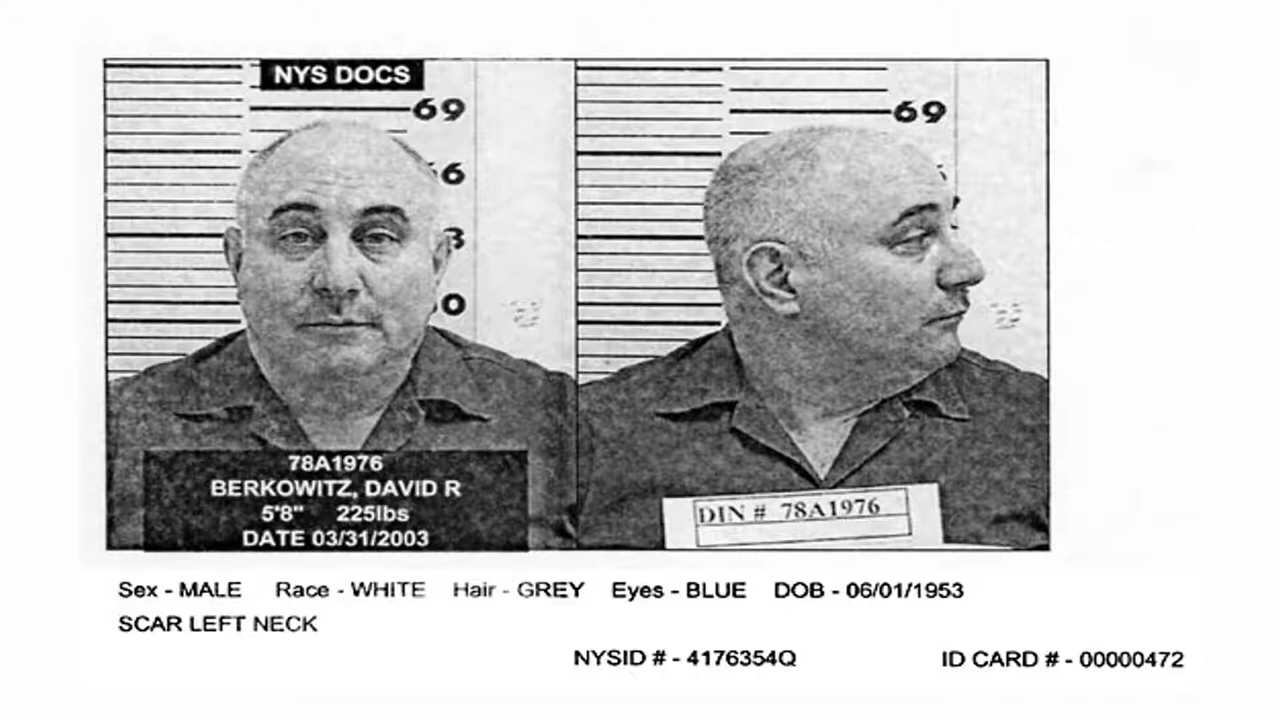 NYS DOCS
69
69
78A1976
BERKOWITZ, DAVID R
5'8" 225lbs
DATE 03/31/2003
DIN # 78A1976
Sex - MALE Race - WHITE Hair - GREY Eyes - BLUE DOB - 06/01/1953
SCAR LEFT NECK
NYSID # - 4176354Q ID CARD # - 00000472